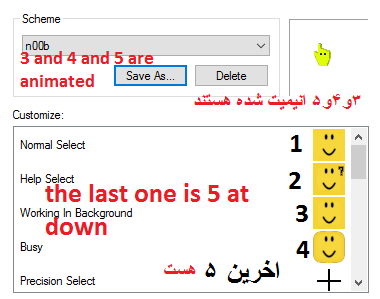 Scheme
n00b
3 and 4 and 5 are
animated
Save As...
Delete
۳و۴و۵ انیمیت شده هستند
Customize:
Normal Select 1
Help Select 2
the last one is 5 at
Working In Background 3
down
Busy 4
Precision Select
اخرین ۵ هست